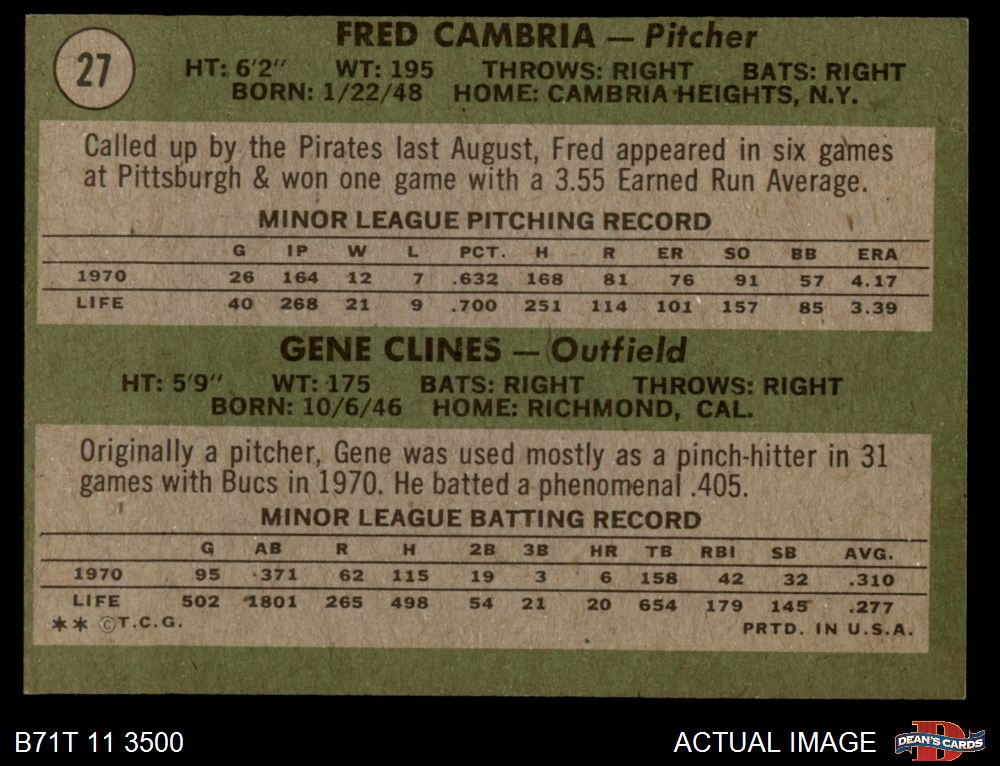 27
FRED CAMBRIA — Pitcher
HT: 6'2" WT: 195 THROWS: RIGHT BATS: RIGHT
BORN: 1/22/48 HOME: CAMBRIA HEIGHTS, N.Y.
Called up by the Pirates last August, Fred appeared in six games
at Pittsburgh & won one game with a 3.55 Earned Run Average.
MINOR LEAGUE PITCHING RECORD
G IP W L PCT. H R ER SO BB ERA
1970 26 164 12 7 .632 168 81 76 91 57 4.17
LIFE 40 268 21 9 .700 251 114 101 157 85 3.39
GENE CLINES — Outfield
HT: 5'9" WT: 175 BATS: RIGHT THROWS: RIGHT
BORN: 10/6/46 HOME: RICHMOND, CAL.
Originally a pitcher, Gene was used mostly as a pinch-hitter in 31
games with Bucs in 1970. He batted a phenomenal .405.
MINOR LEAGUE BATTING RECORD
G AB R H 2B 3B HR TB RBI SB AVG.
1970 95 371 62 115 19 3 6 158 42 32 .310
LIFE 502 1801 265 498 54 21 20 654 179 145 .277
** ©T.C.G. PRTD. IN U.S.A.
B71T 11 3500 ACTUAL IMAGE DEAN'S CARDS